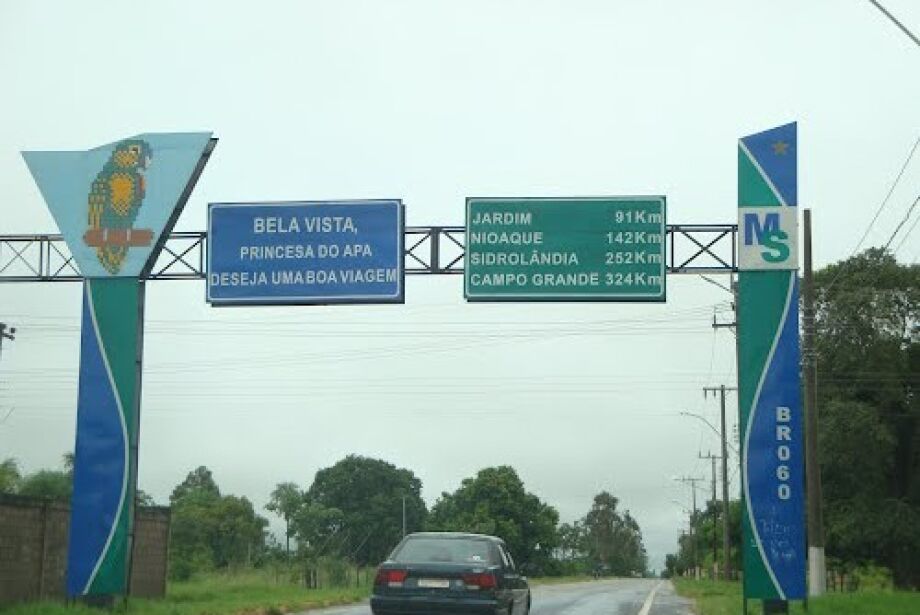 BELA VISTA,
PRINCESA DO APA
DESEJA UMA BOA VIAGEM
JARDIM 91Km
NIOAQUE 142Km
SIDROLÂNDIA 252Km
CAMPO GRANDE 324Km
MS
BR060